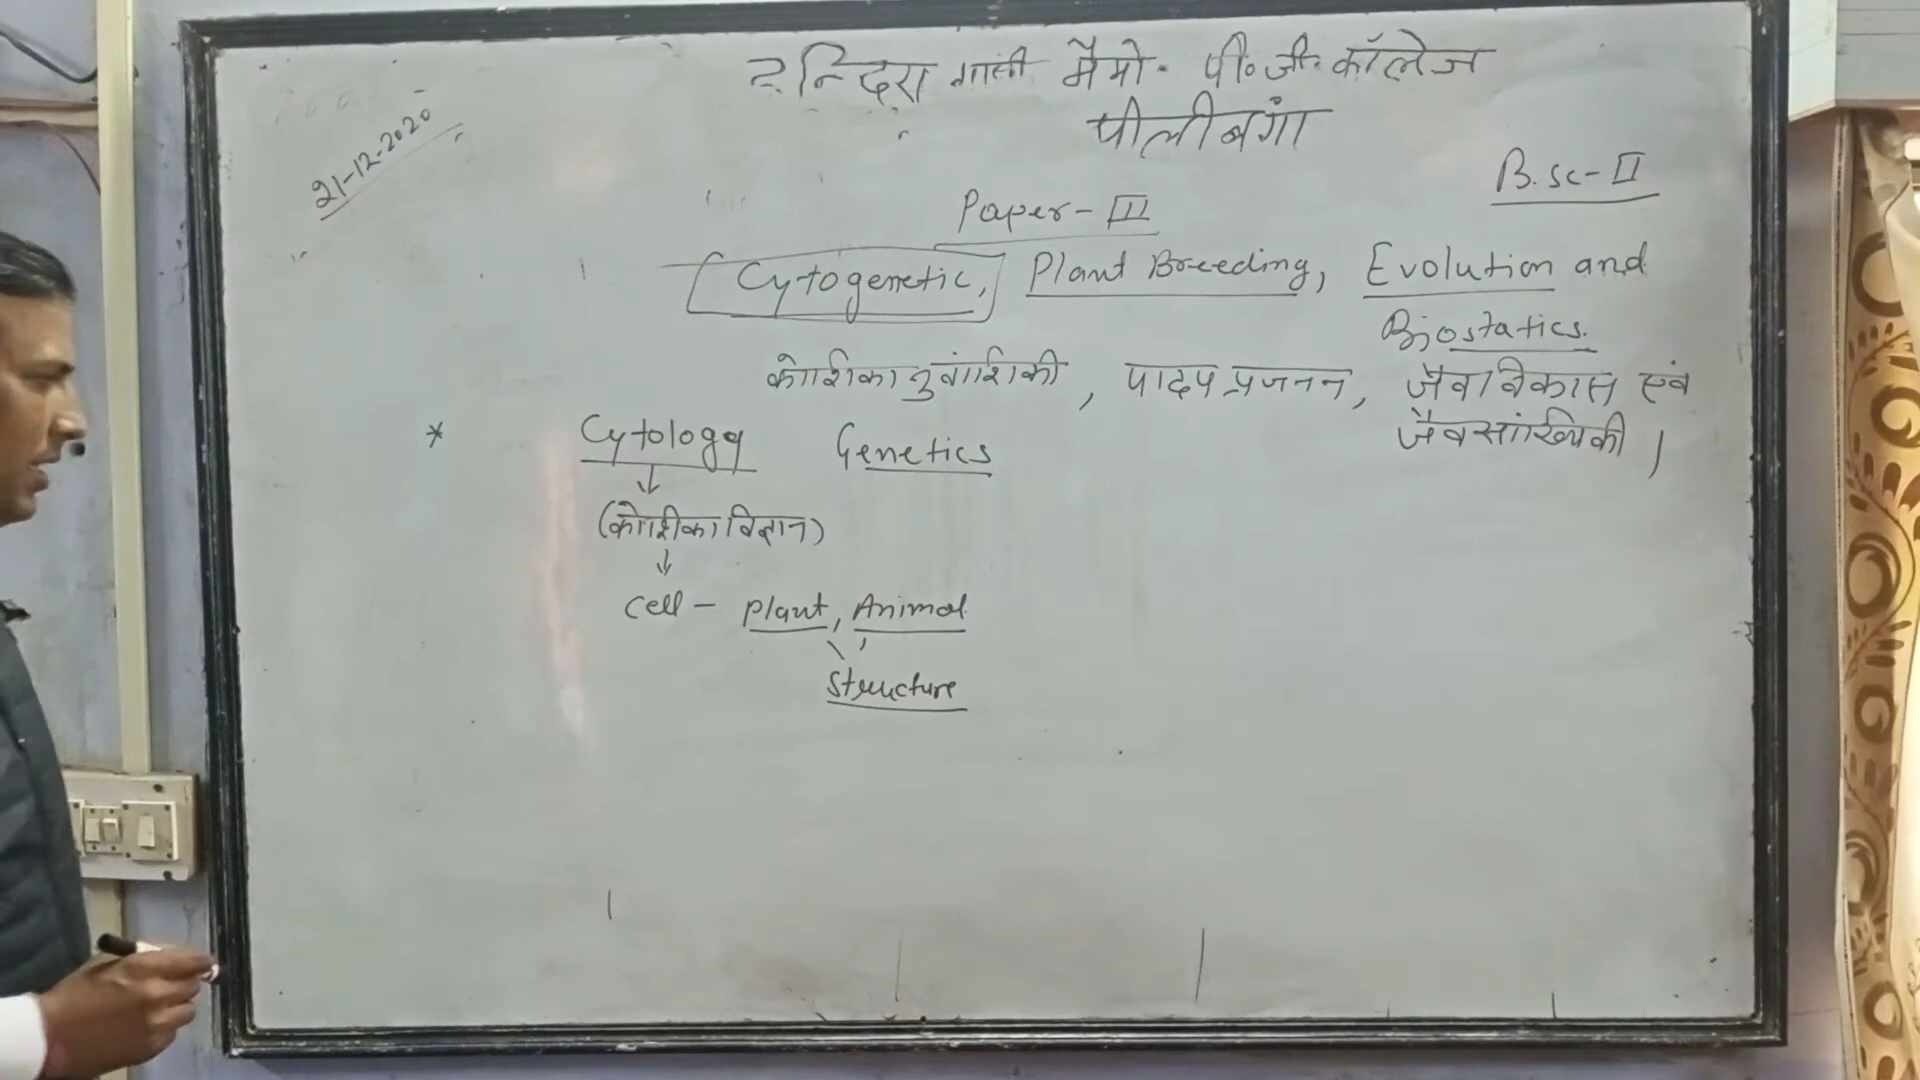 इन्दिरा गांधी मैमो. पी॰जी॰ कॉलेज
पीलीबंगा
21-12-2020
B.Sc-II
Paper-III
Cytogenetic, Plant Breeding, Evolution and
Biostatics.
कोशिकानुवांशिकी, पादप प्रजनन, जैवविकास एवं
जैवसांख्यिकी।
* Cytology Genetics
↓
(कोशीकाविज्ञान)
↓
Cell - Plant, Animal
Structure